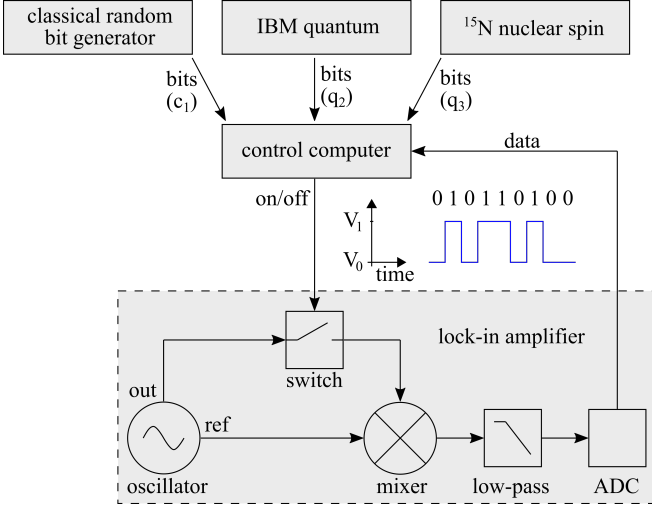 classical random
bit generator
IBM quantum
¹⁵N nuclear spin
bits
(c₁)
bits
(q₂)
bits
(q₃)
control computer
data
on/off
V₁
V₀
time
0 1 0 1 1 0 1 0 0
lock-in amplifier
switch
out
ref
oscillator
mixer
low-pass
ADC